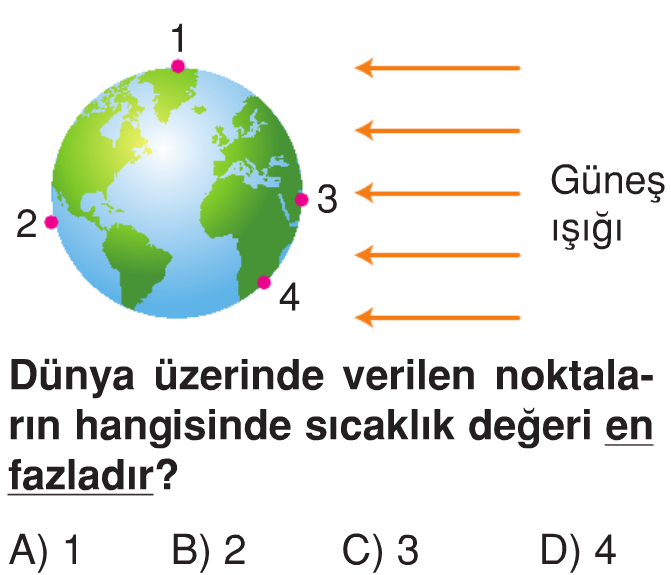 1
2
3
4
Güneş
ışığı
Dünya üzerinde verilen noktala-
rın hangisinde sıcaklık değeri en
fazladır?
A) 1 B) 2 C) 3 D) 4